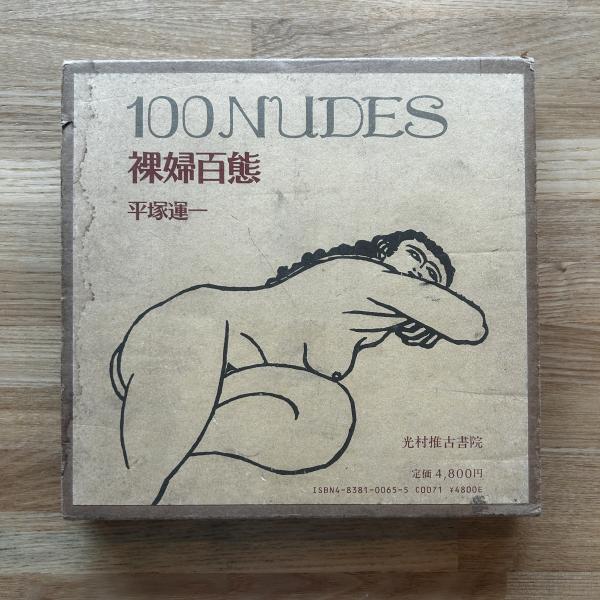 100 NUDES
裸婦百態
平塚運一
光村推古書院
定価 4,800円
ISBN4-8381-0065-5 C0071 ¥4800E